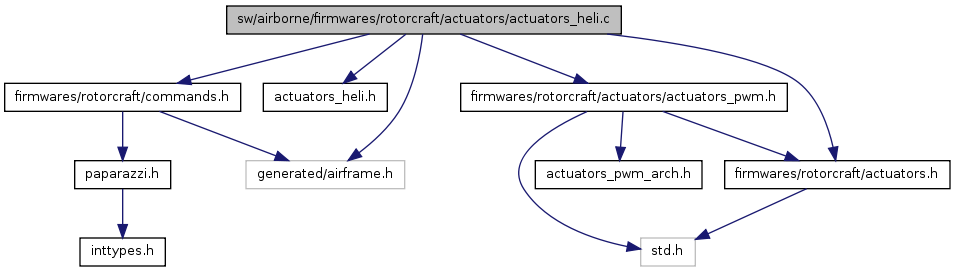 sw/airborne/firmwares/rotorcraft/actuators/actuators_heli.c
firmwares/rotorcraft/commands.h
actuators_heli.h
firmwares/rotorcraft/actuators/actuators_pwm.h
paparazzi.h
generated/airframe.h
actuators_pwm_arch.h
firmwares/rotorcraft/actuators.h
inttypes.h
std.h